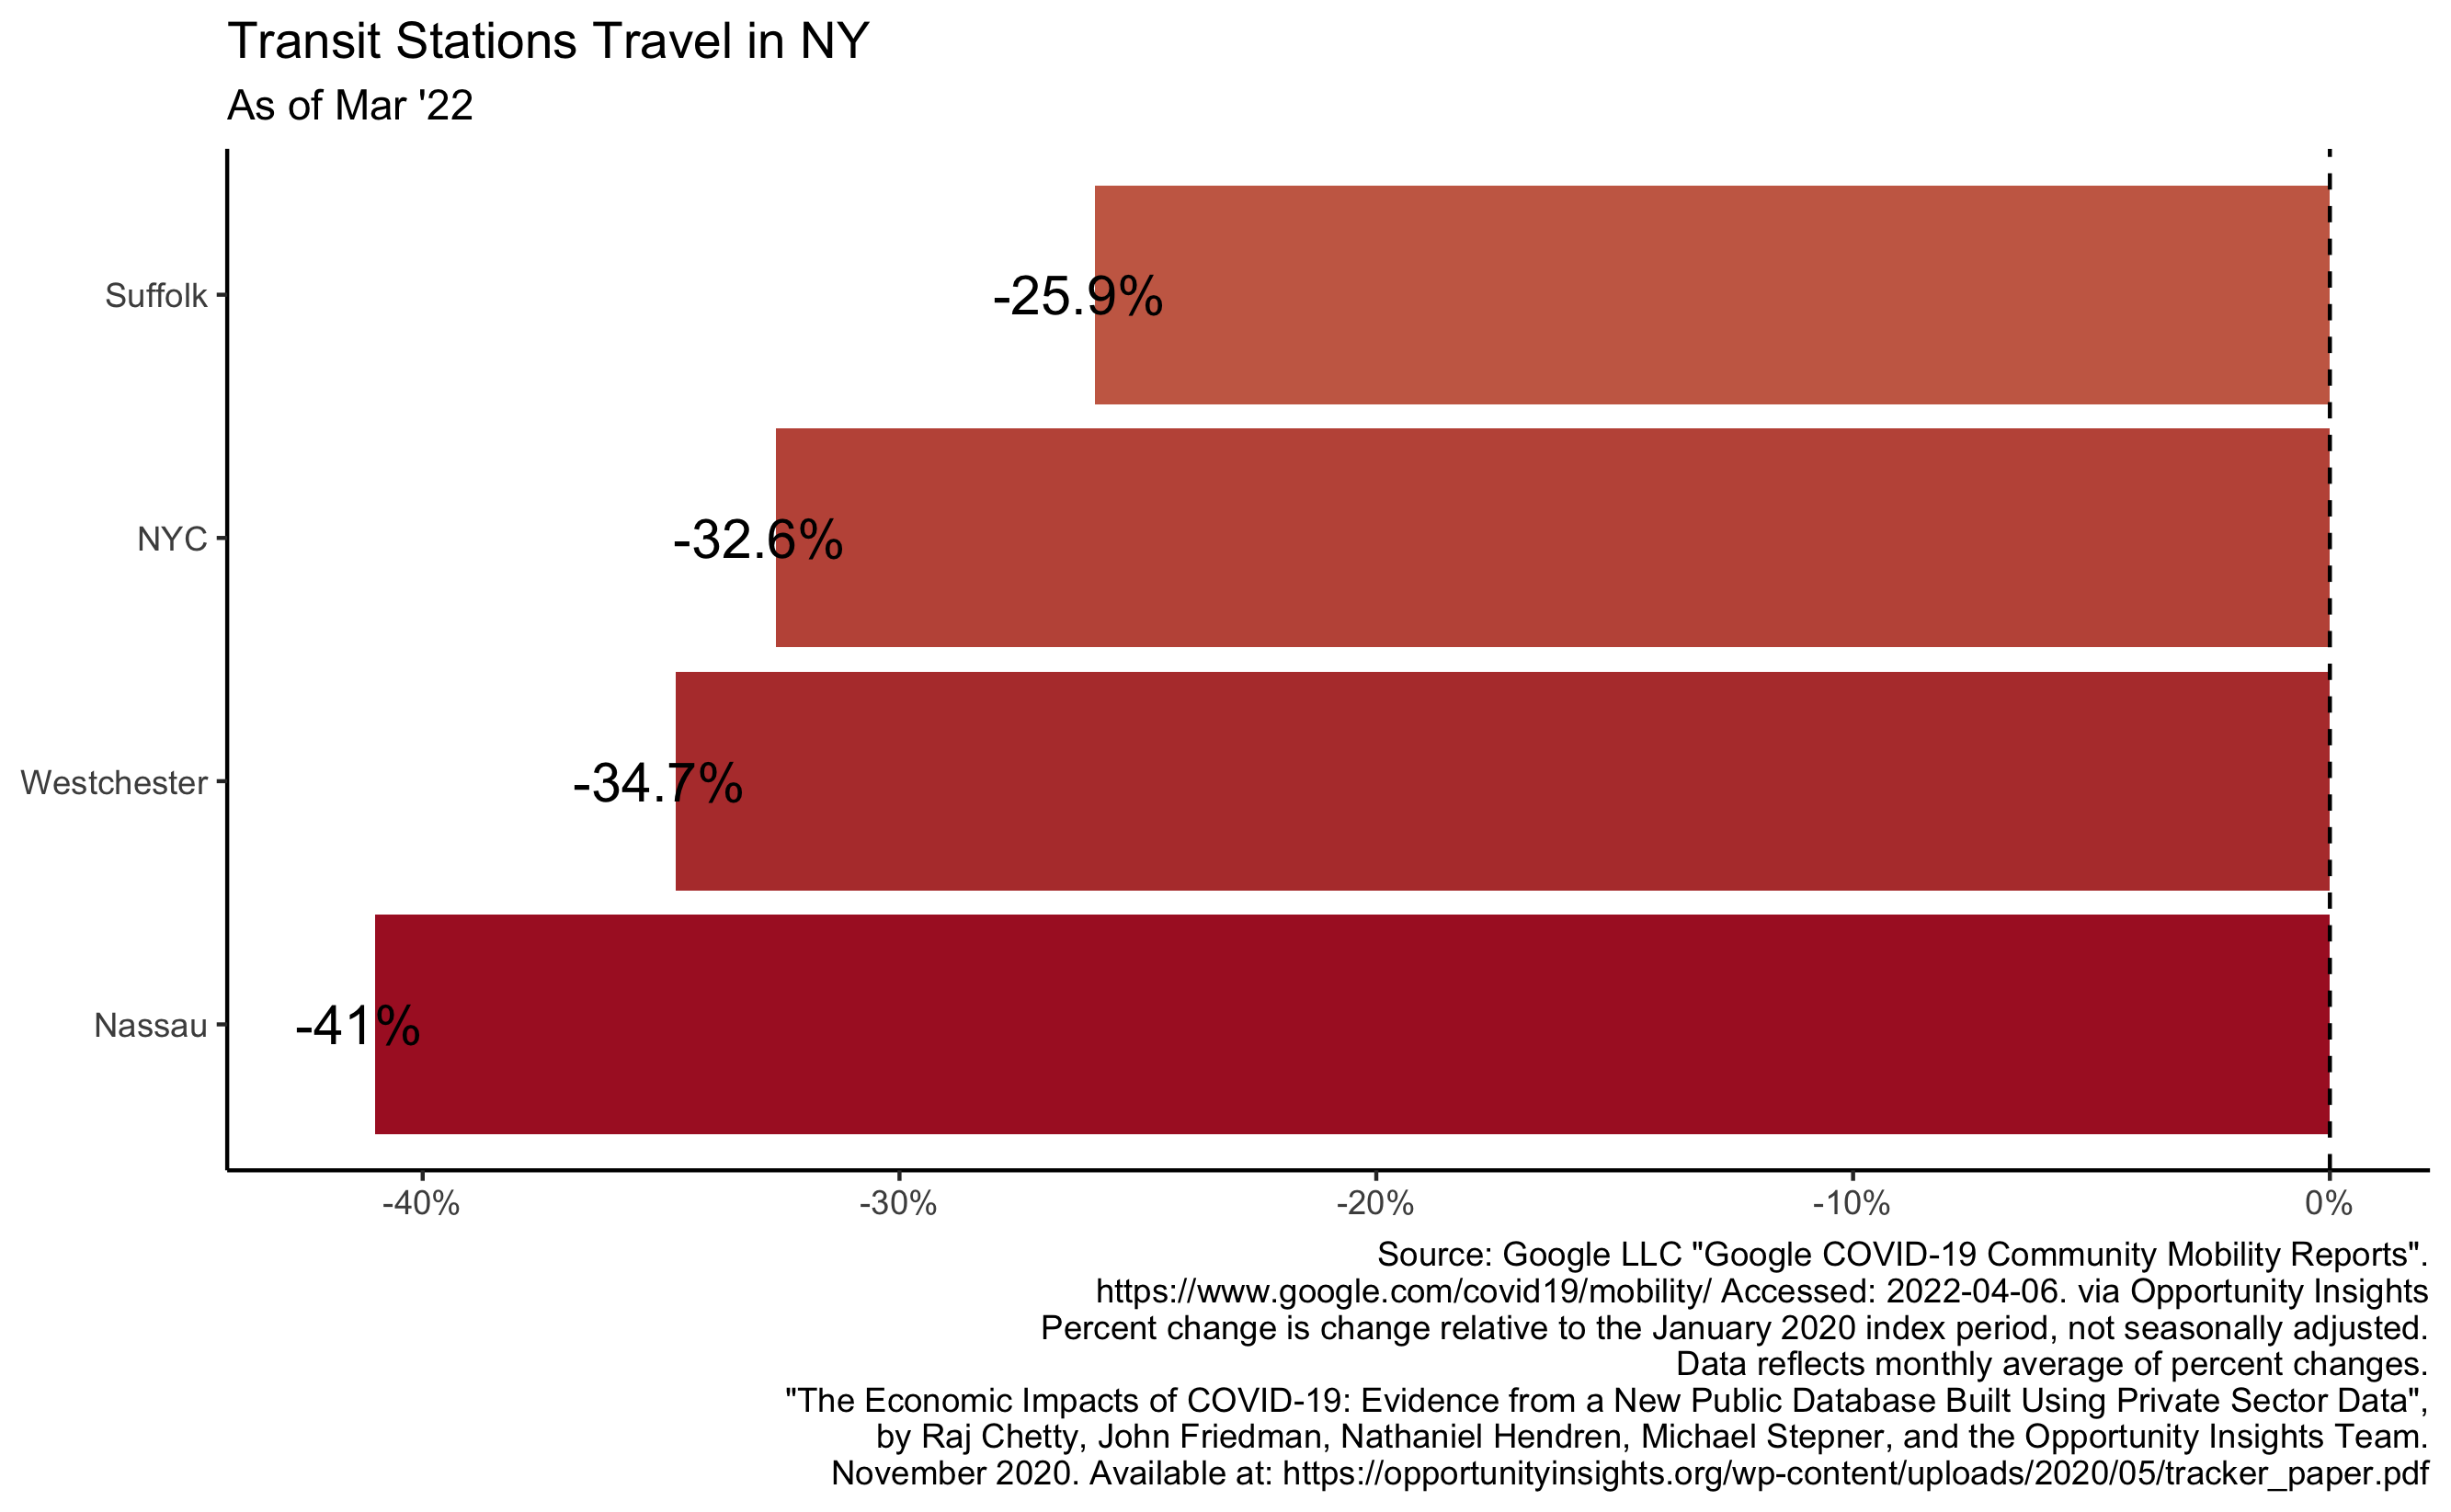 Transit Stations Travel in NY
As of Mar '22
Suffolk
-25.9%
NYC
-32.6%
Westchester
-34.7%
Nassau
-41%
-40%
-30%
-20%
-10%
0%
Source: Google LLC "Google COVID-19 Community Mobility Reports".
https://www.google.com/covid19/mobility/ Accessed: 2022-04-06. via Opportunity Insights
Percent change is change relative to the January 2020 index period, not seasonally adjusted.
Data reflects monthly average of percent changes.
"The Economic Impacts of COVID-19: Evidence from a New Public Database Built Using Private Sector Data",
by Raj Chetty, John Friedman, Nathaniel Hendren, Michael Stepner, and the Opportunity Insights Team.
November 2020. Available at: https://opportunityinsights.org/wp-content/uploads/2020/05/tracker_paper.pdf